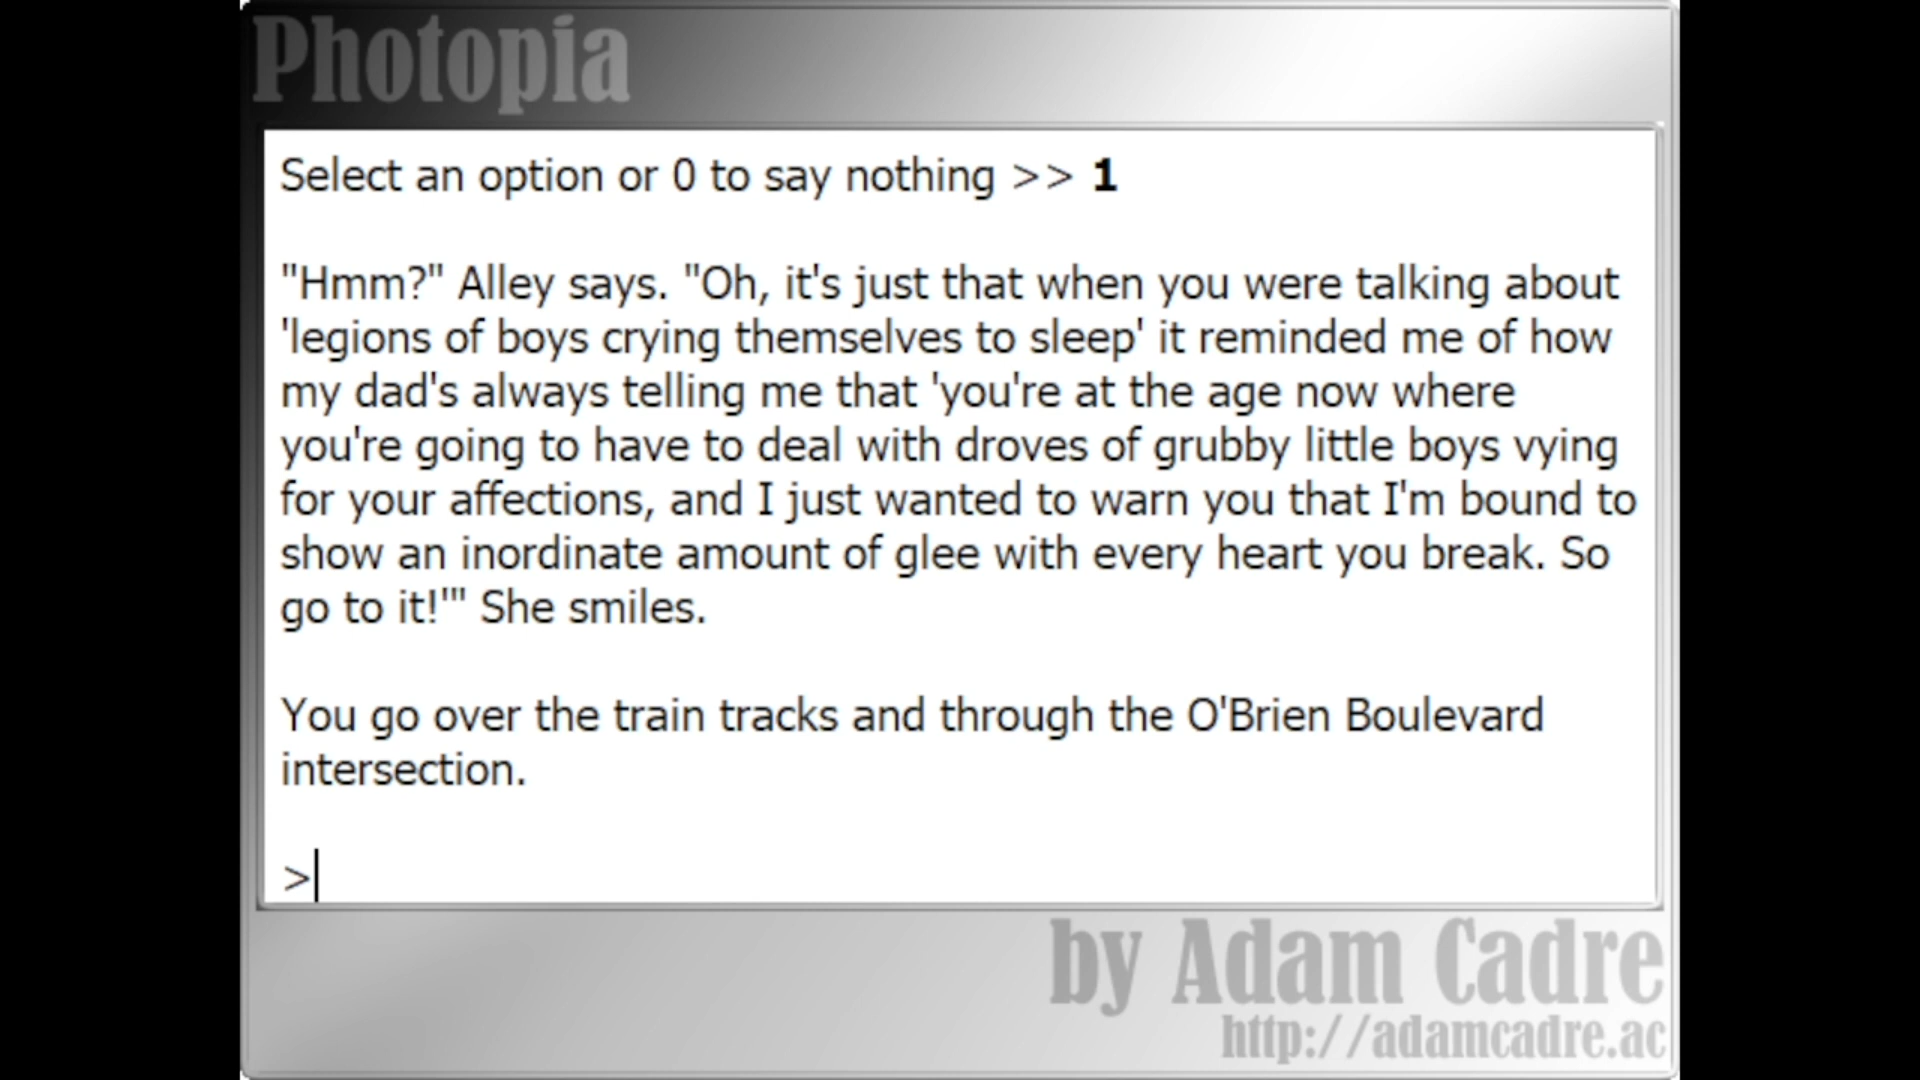 Photopia
Select an option or 0 to say nothing >> 1
"Hmm?" Alley says. "Oh, it's just that when you were talking about
'legions of boys crying themselves to sleep' it reminded me of how
my dad's always telling me that 'you're at the age now where
you're going to have to deal with droves of grubby little boys vying
for your affections, and I just wanted to warn you that I'm bound to
show an inordinate amount of glee with every heart you break. So
go to it!'" She smiles.
You go over the train tracks and through the O'Brien Boulevard
intersection.
>
by Adam Cadre
http://adamcadre.ac